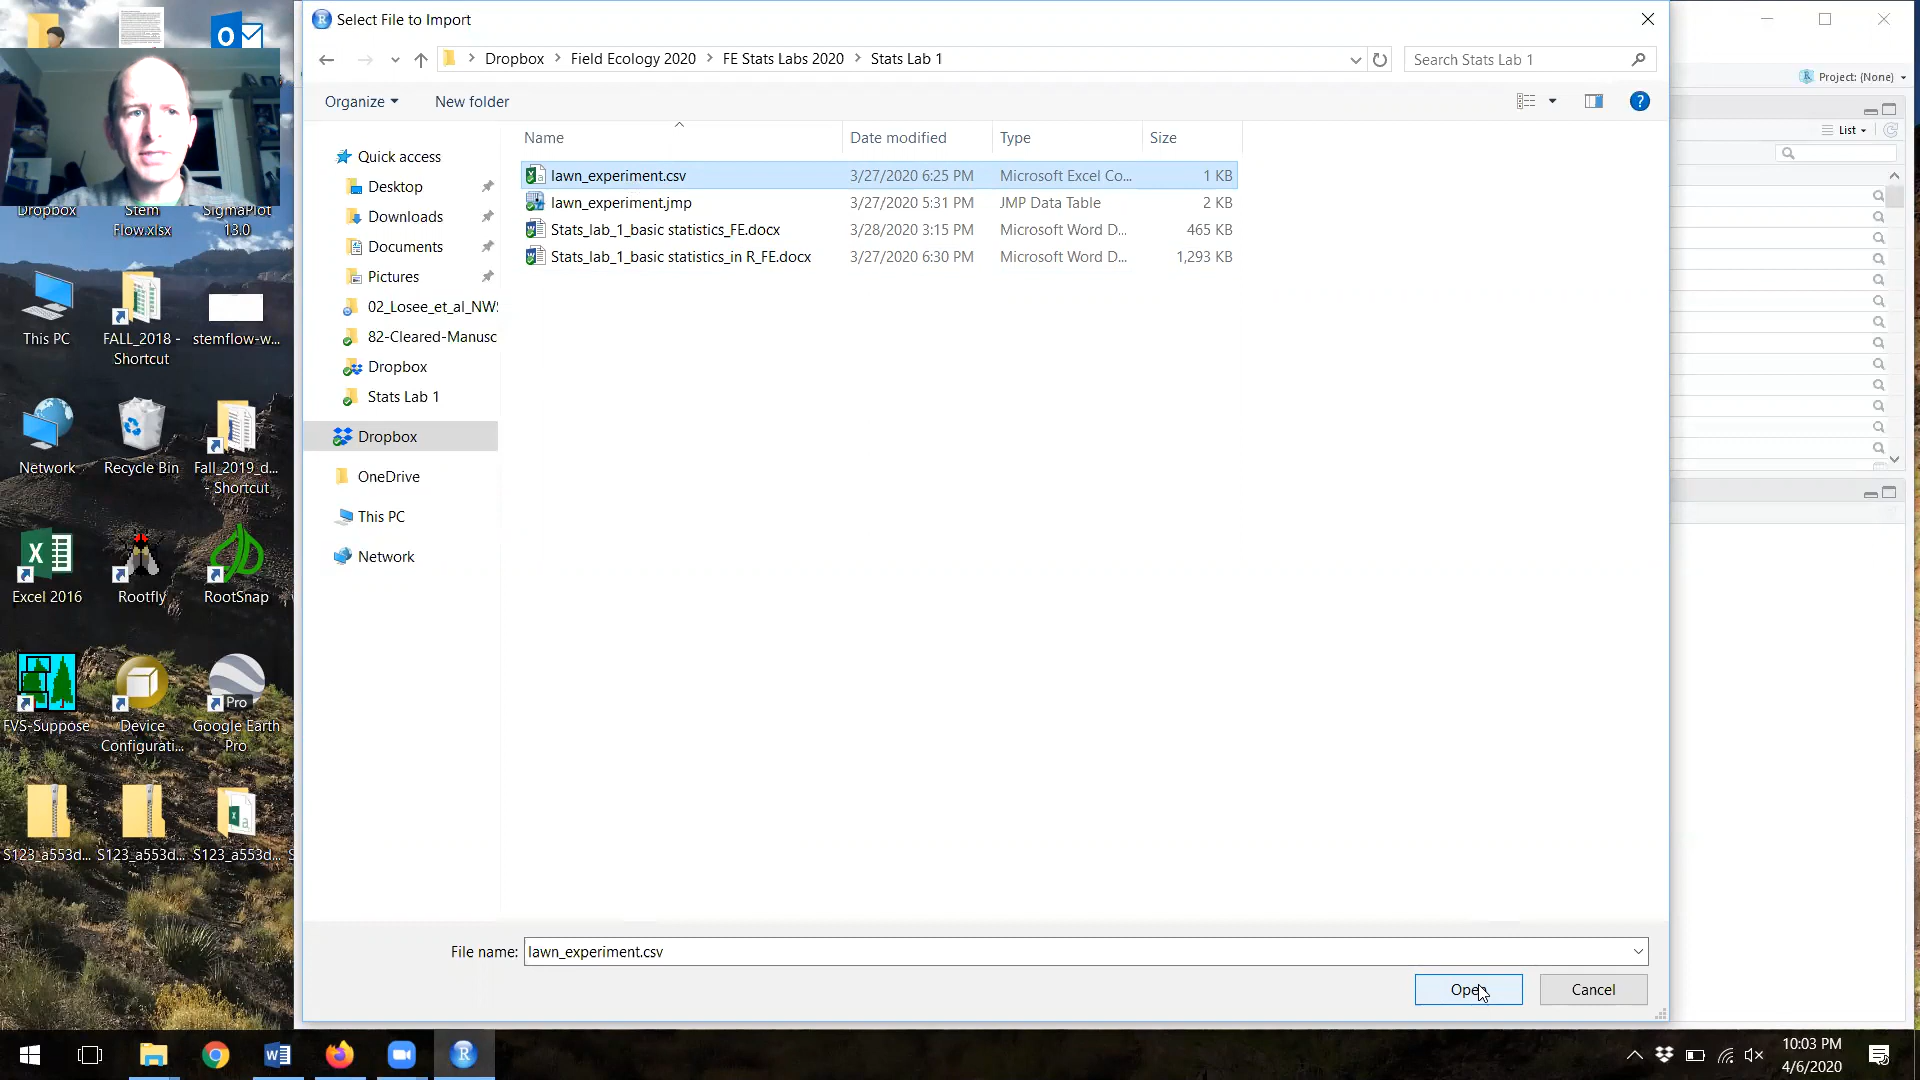 Select File to Import
Dropbox > Field Ecology 2020 > FE Stats Labs 2020 > Stats Lab 1
Search Stats Lab 1
Project: (None)
Organize
New folder
List
Name
Date modified
Type
Size
Quick access
Desktop
Downloads
Documents
Pictures
02_Losee_et_al_NW
82-Cleared-Manusc
Dropbox
Stats Lab 1
Dropbox
OneDrive
This PC
Network
lawn_experiment.csv 3/27/2020 6:25 PM Microsoft Excel Co... 1 KB
lawn_experiment.jmp 3/27/2020 5:31 PM JMP Data Table 2 KB
Stats_lab_1_basic statistics_FE.docx 3/28/2020 3:15 PM Microsoft Word D... 465 KB
Stats_lab_1_basic statistics_in R_FE.docx 3/27/2020 6:30 PM Microsoft Word D... 1,293 KB
Dropbox
Stem
Flow.xlsx
SigmaPlot
13.0
This PC
FALL_2018 -
Shortcut
stemflow-w...
Network
Recycle Bin
Fall_2019_d...
- Shortcut
Excel 2016
Rootfly
RootSnap
FVS-Suppose
Device
Configurati...
Pro
Google Earth
Pro
S123_a553d...
S123_a553d...
S123_a553d...
File name: lawn_experiment.csv
Open
Cancel
10:03 PM
4/6/2020